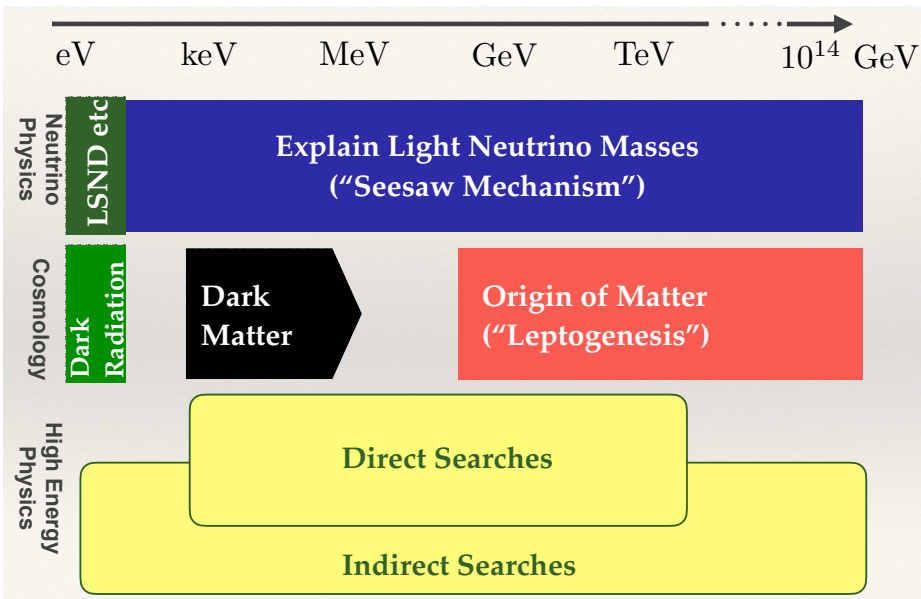 eV keV MeV GeV TeV 10¹⁴ GeV
Neutrino
Physics
LSND etc
Explain Light Neutrino Masses
(“Seesaw Mechanism”)
Cosmology
Dark
Radiation
Dark
Matter
Origin of Matter
(“Leptogenesis”)
High Energy
Physics
Direct Searches
Indirect Searches